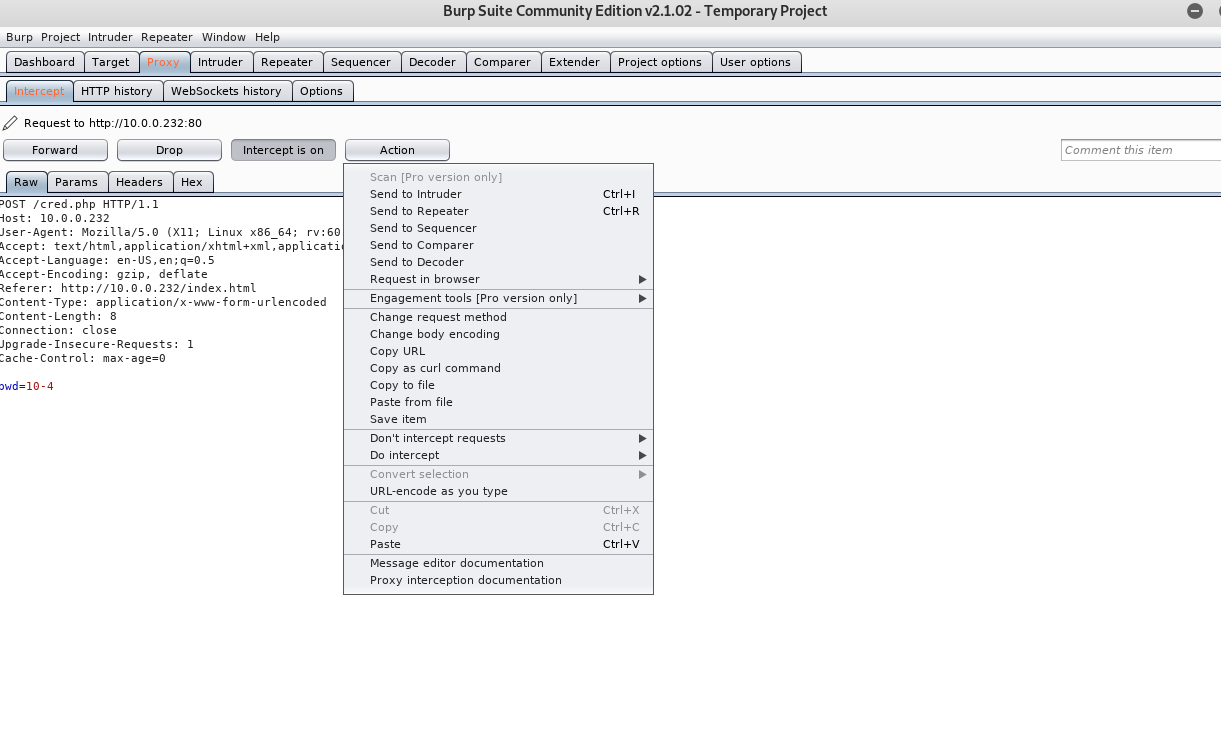 Burp Suite Community Edition v2.1.02 - Temporary Project
Burp Project Intruder Repeater Window Help
Dashboard Target Proxy Intruder Repeater Sequencer Decoder Comparer Extender Project options User options
Intercept HTTP history WebSockets history Options
Request to http://10.0.0.232:80
Forward Drop Intercept is on Action Comment this item
Raw Params Headers Hex
POST /cred.php HTTP/1.1
Host: 10.0.0.232
User-Agent: Mozilla/5.0 (X11; Linux x86_64; rv:60
Accept: text/html,application/xhtml+xml,applicatio
Accept-Language: en-US,en;q=0.5
Accept-Encoding: gzip, deflate
Referer: http://10.0.0.232/index.html
Content-Type: application/x-www-form-urlencoded
Content-Length: 8
Connection: close
Upgrade-Insecure-Requests: 1
Cache-Control: max-age=0
pwd=10-4
Scan [Pro version only]
Send to Intruder Ctrl+I
Send to Repeater Ctrl+R
Send to Sequencer
Send to Comparer
Send to Decoder
Request in browser
Engagement tools [Pro version only]
Change request method
Change body encoding
Copy URL
Copy as curl command
Copy to file
Paste from file
Save item
Don't intercept requests
Do intercept
Convert selection
URL-encode as you type
Cut Ctrl+X
Copy Ctrl+C
Paste Ctrl+V
Message editor documentation
Proxy interception documentation